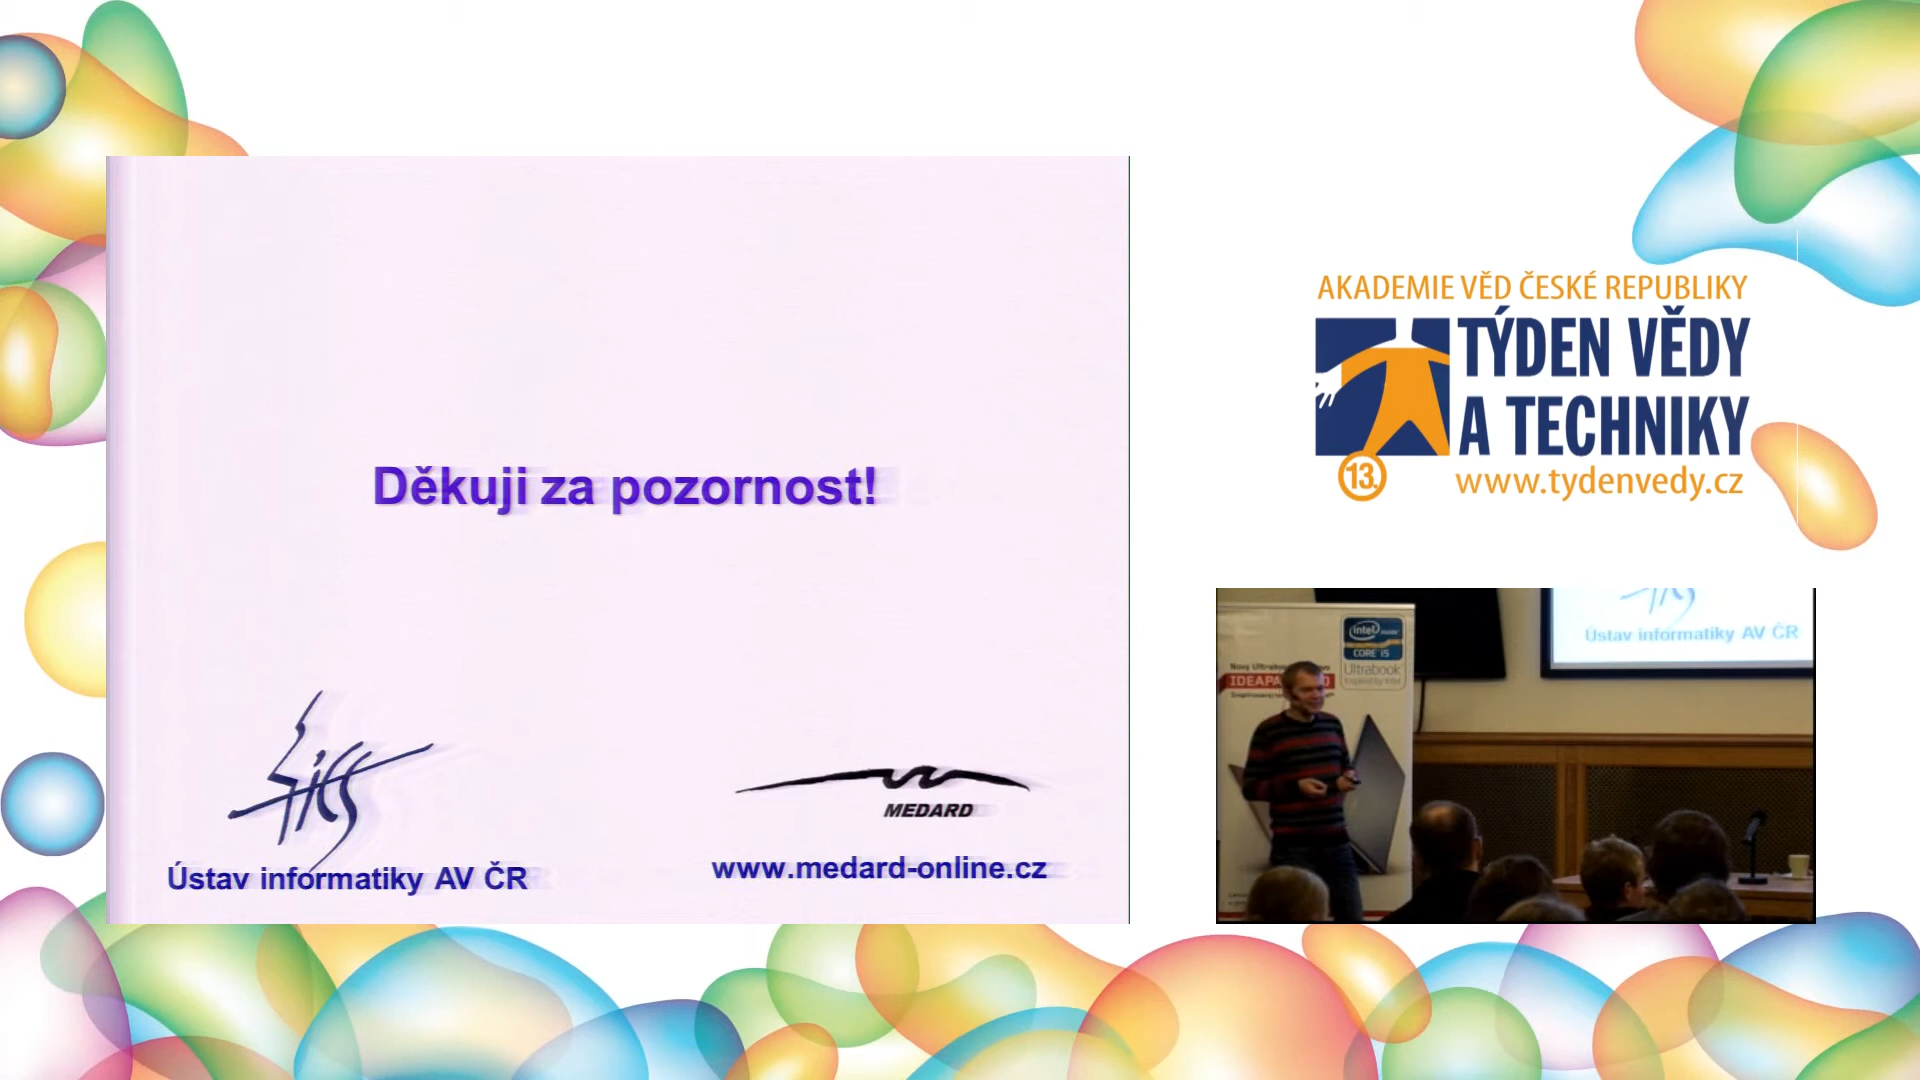 Děkuji za pozornost!
Ústav informatiky AV ČR
MEDARD
www.medard-online.cz
AKADEMIE VĚD ČESKÉ REPUBLIKY
TÝDEN VĚDY
A TECHNIKY
13.
www.tydenvedy.cz
intel
CORE i5
Ultrabook
Ústav informatiky AV ČR